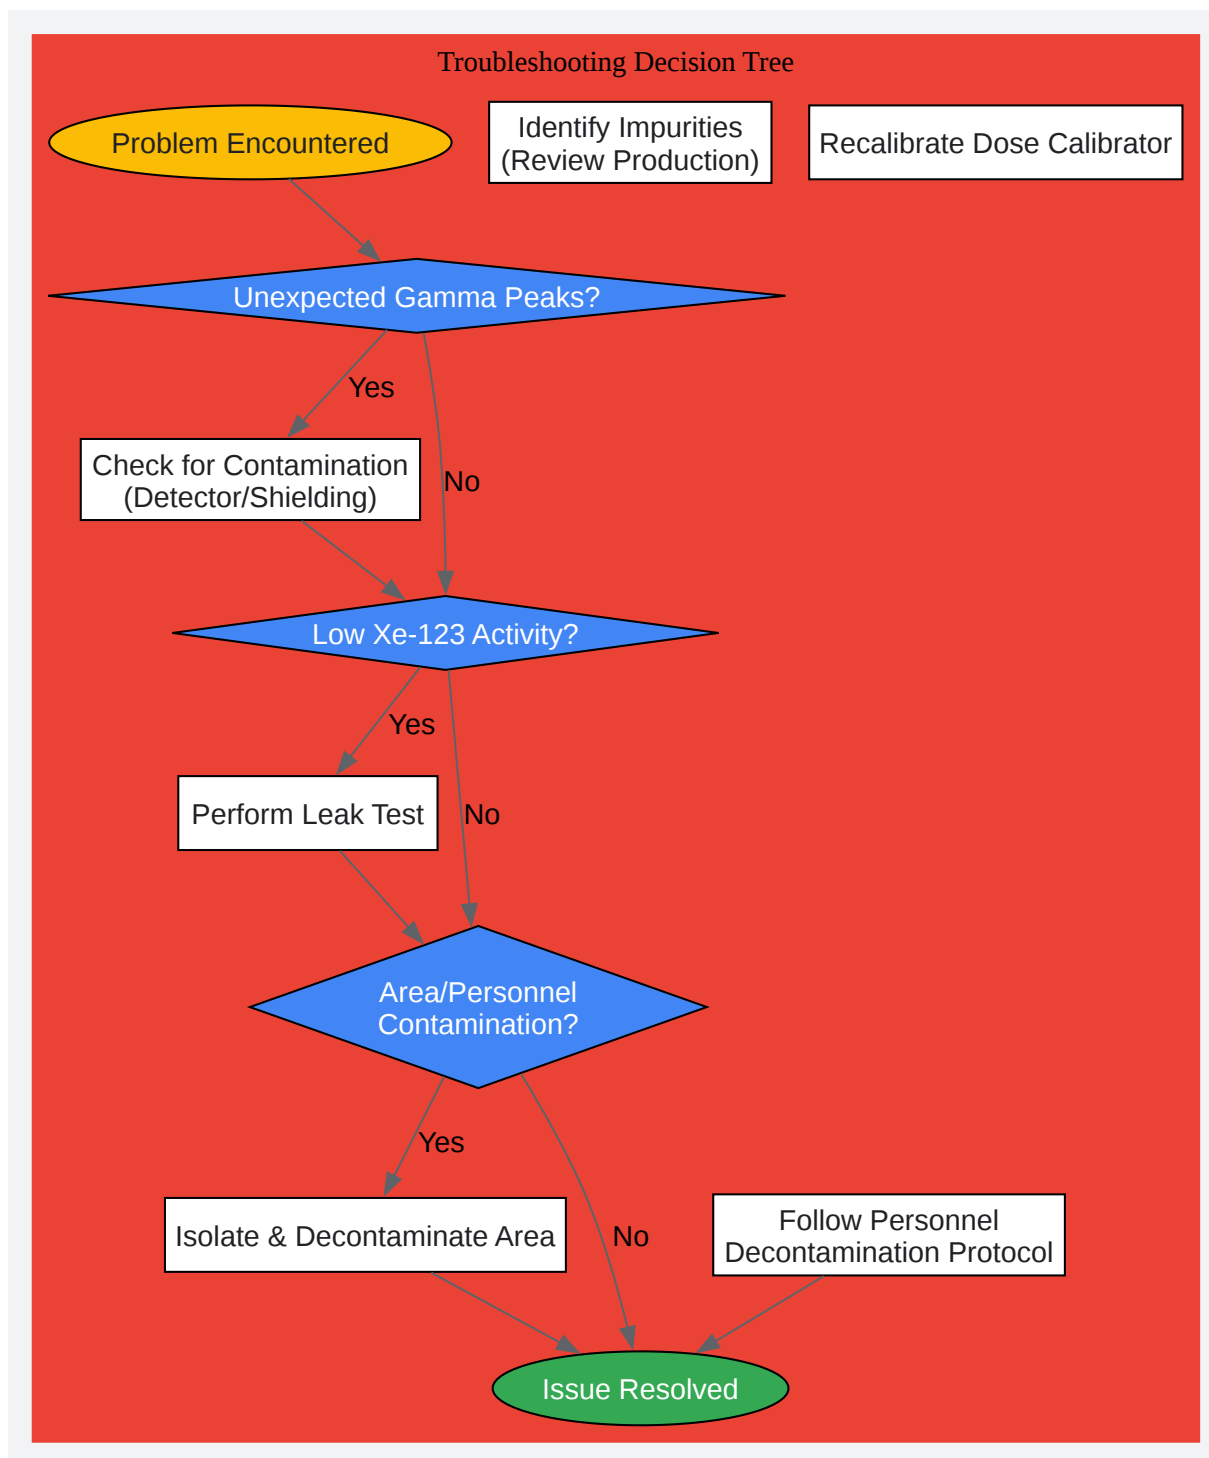 Troubleshooting Decision Tree
Problem Encountered
Identify Impurities
(Review Production)
Recalibrate Dose Calibrator
Unexpected Gamma Peaks?
Yes
Check for Contamination
(Detector/Shielding)
No
Low Xe-123 Activity?
Yes
Perform Leak Test
No
Area/Personnel
Contamination?
Yes
Isolate & Decontaminate Area
No
Follow Personnel
Decontamination Protocol
Issue Resolved